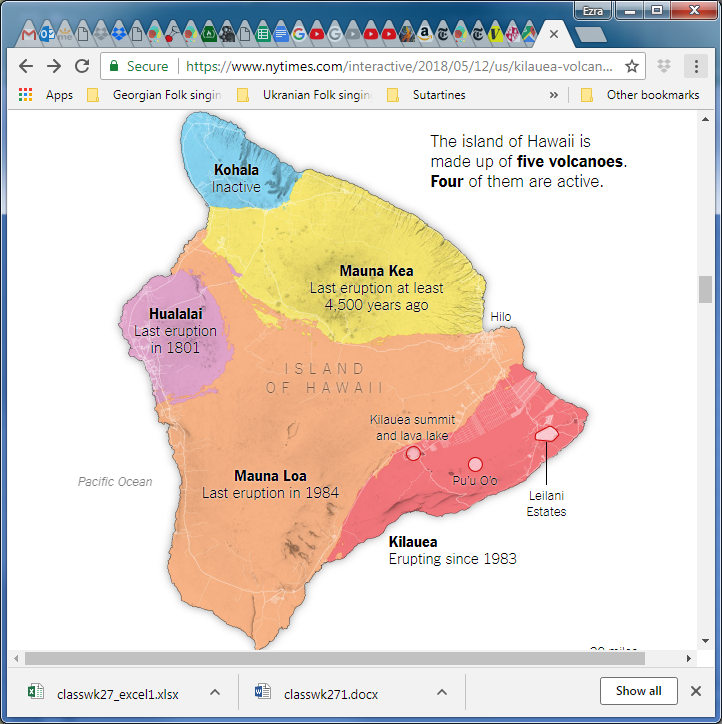 Ezra
Secure
https://www.nytimes.com/interactive/2018/05/12/us/kilauea-volcan...
Apps
Georgian Folk singin
Ukranian Folk singin
Sutartines
»
Other bookmarks
The island of Hawaii is
made up of five volcanoes.
Four of them are active.
Kohala
Inactive
Mauna Kea
Last eruption at least
4,500 years ago
Hualalai
Last eruption
in 1801
Hilo
ISLAND
OF HAWAII
Kilauea summit
and lava lake
Pacific Ocean
Mauna Loa
Last eruption in 1984
Pu'u O'o
Leilani
Estates
Kilauea
Erupting since 1983
classwk27_excel1.xlsx
classwk271.docx
Show all